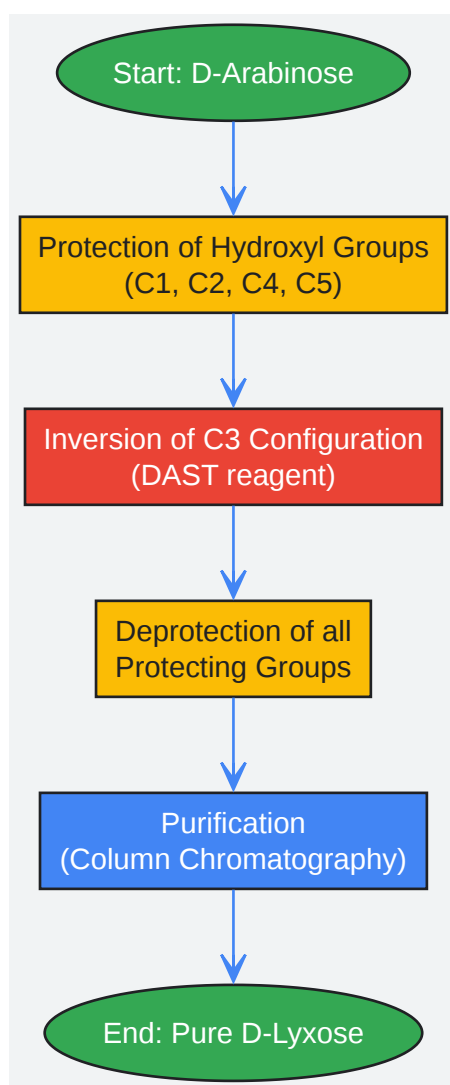 Start: D-Arabinose
Protection of Hydroxyl Groups
(C1, C2, C4, C5)
Inversion of C3 Configuration
(DAST reagent)
Deprotection of all
Protecting Groups
Purification
(Column Chromatography)
End: Pure D-Lyxose